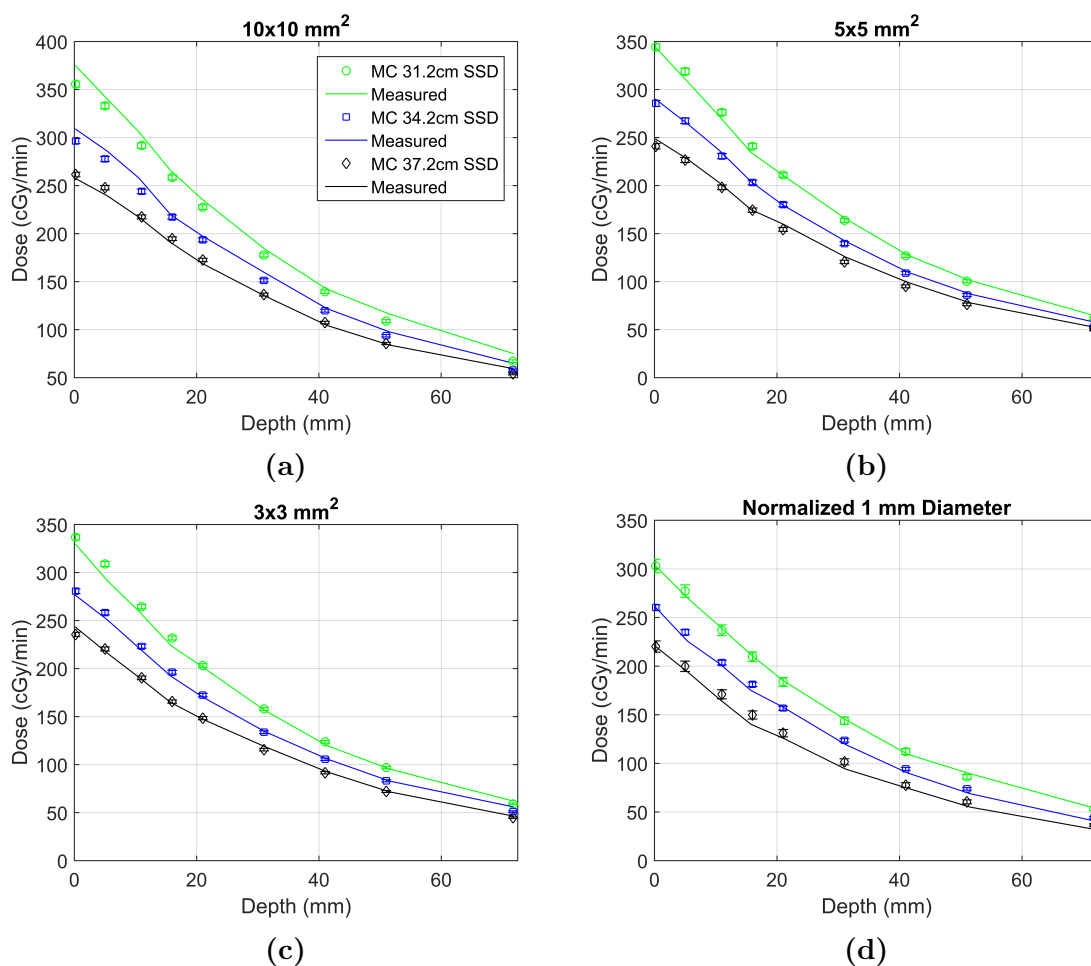 10x10 mm²
400
350
300
250
200
150
100
50
0 20 40 60
Dose (cGy/min)
Depth (mm)
MC 31.2cm SSD
Measured
MC 34.2cm SSD
Measured
MC 37.2cm SSD
Measured
(a)
5x5 mm²
350
300
250
200
150
100
50
0
0 20 40 60
Dose (cGy/min)
Depth (mm)
(b)
3x3 mm²
350
300
250
200
150
100
50
0
0 20 40 60
Dose (cGy/min)
Depth (mm)
(c)
Normalized 1 mm Diameter
350
300
250
200
150
100
50
0
0 20 40 60
Dose (cGy/min)
Depth (mm)
(d)